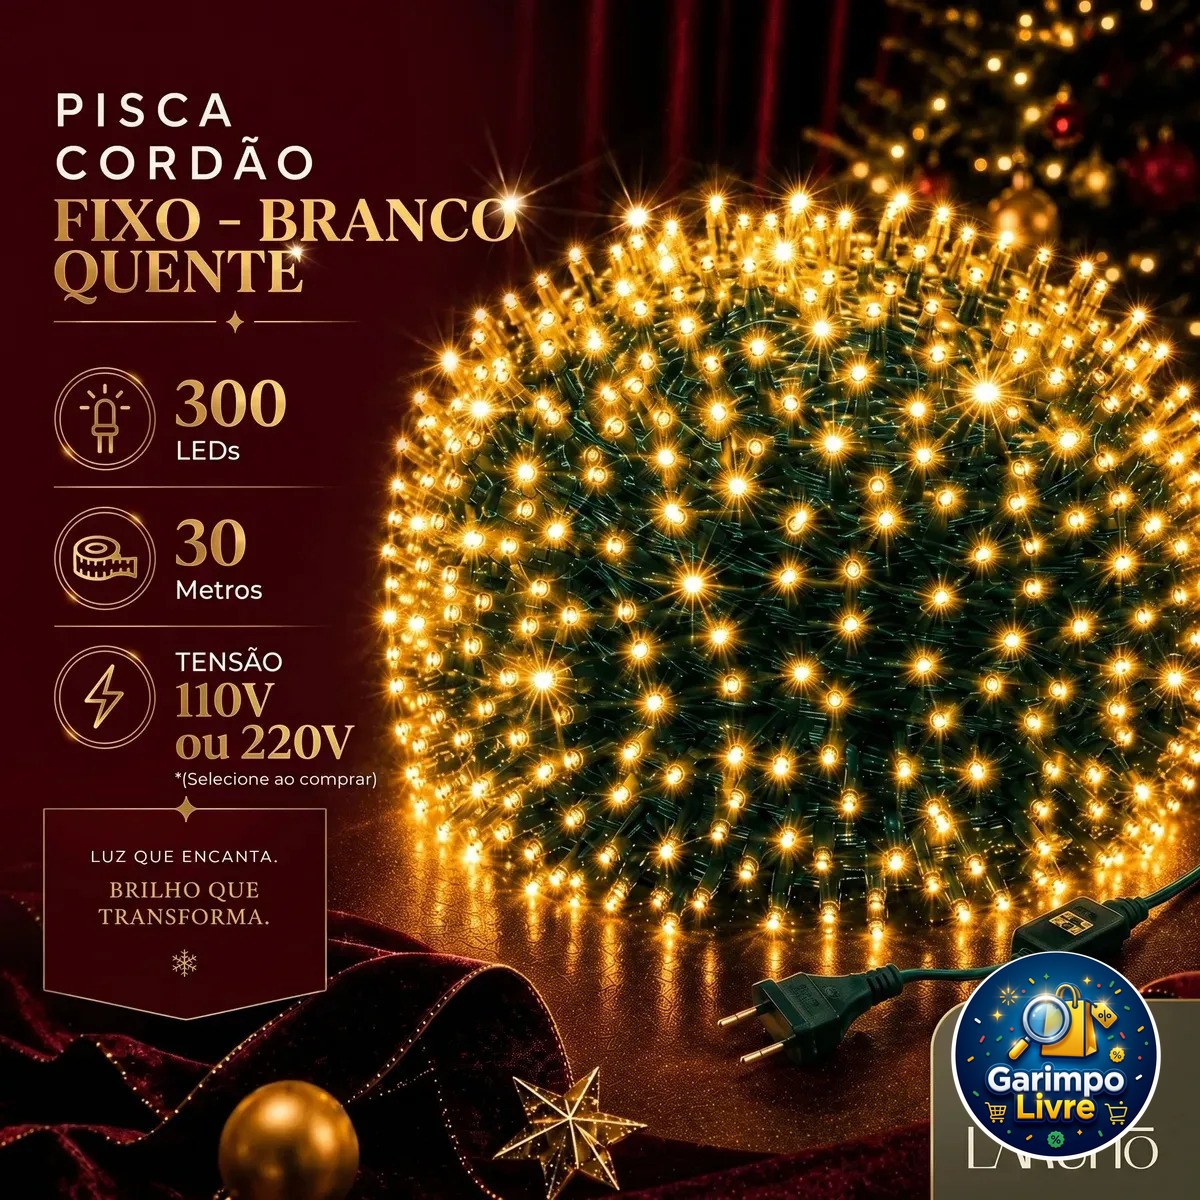 PISCA
CORDÃO
FIXO - BRANCO
QUENTE
300
LEDs
30
Metros
TENSÃO
110V
ou 220V
*(Selecione ao comprar)
LUZ QUE ENCANTA.
BRILHO QUE
TRANSFORMA.
Garimpo
Livre